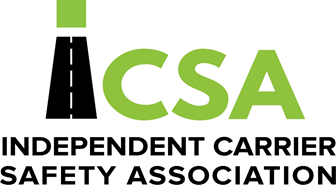 iCSA
INDEPENDENT CARRIER
SAFETY ASSOCIATION